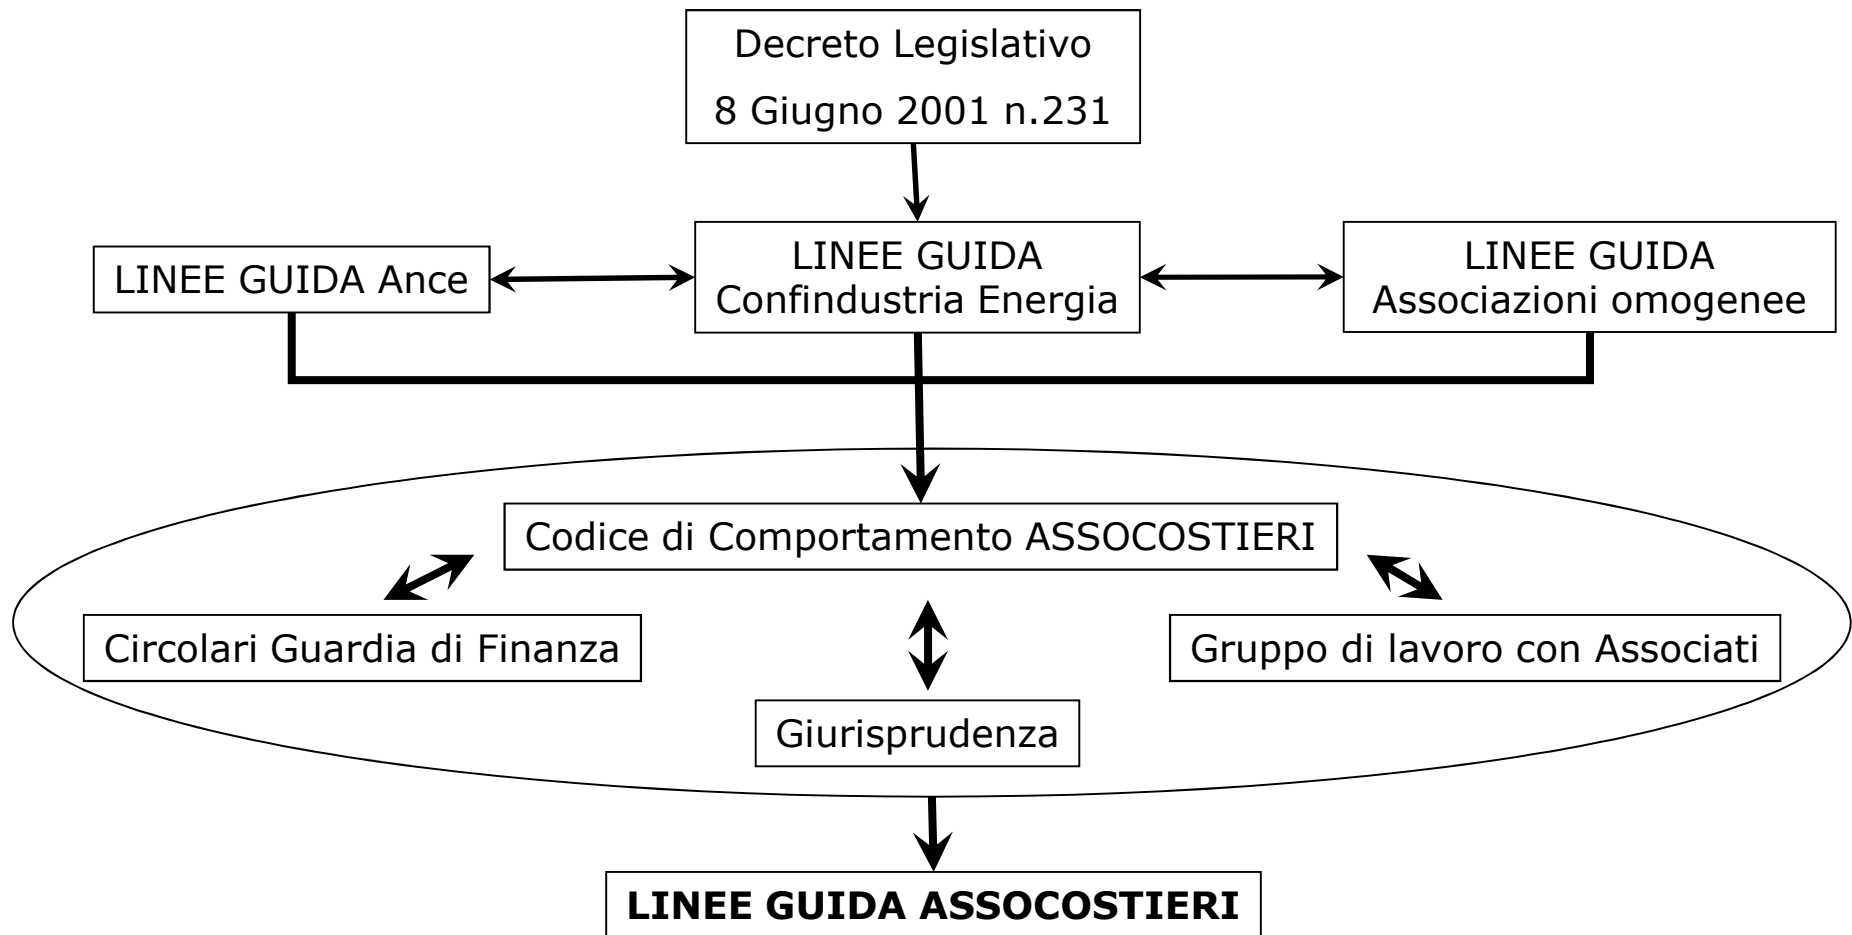 Decreto Legislativo
8 Giugno 2001 n.231
LINEE GUIDA Ance
LINEE GUIDA
Confindustria Energia
LINEE GUIDA
Associazioni omogenee
Codice di Comportamento ASSOCOSTIERI
Circolari Guardia di Finanza
Gruppo di lavoro con Associati
Giurisprudenza
LINEE GUIDA ASSOCOSTIERI